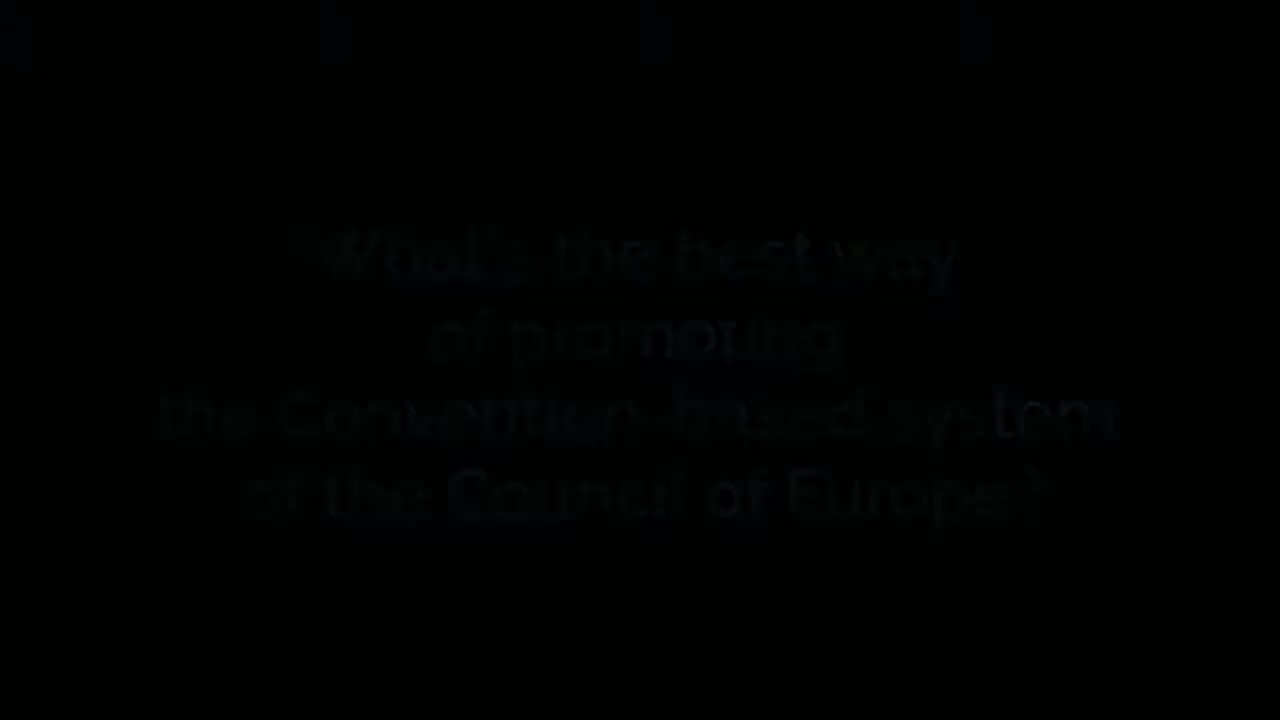 What's the best way
of promoting
the Convention-based system
of the Council of Europe?